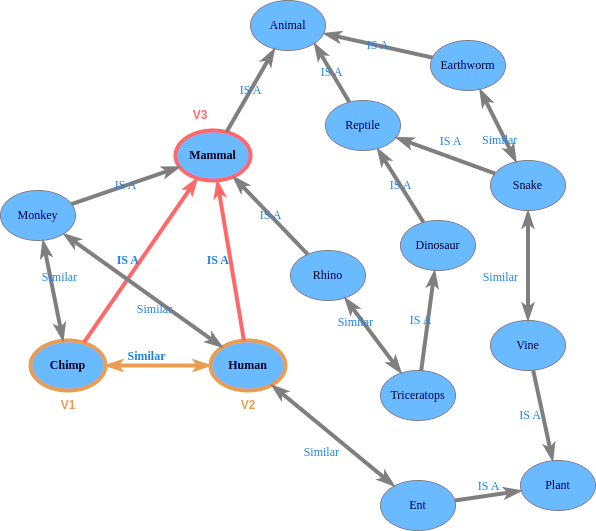 Animal
IS A
Earthworm
IS A
IS A
V3
Reptile
IS A
Similar
Mammal
Snake
IS A
Monkey
IS A
IS A
Dinosaur
IS A
IS A
Rhino
Similar
Similar
Similar
Similar
IS A
Vine
Similar
Chimp
Human
Triceratops
V1
V2
IS A
Similar
IS A
Plant
Ent